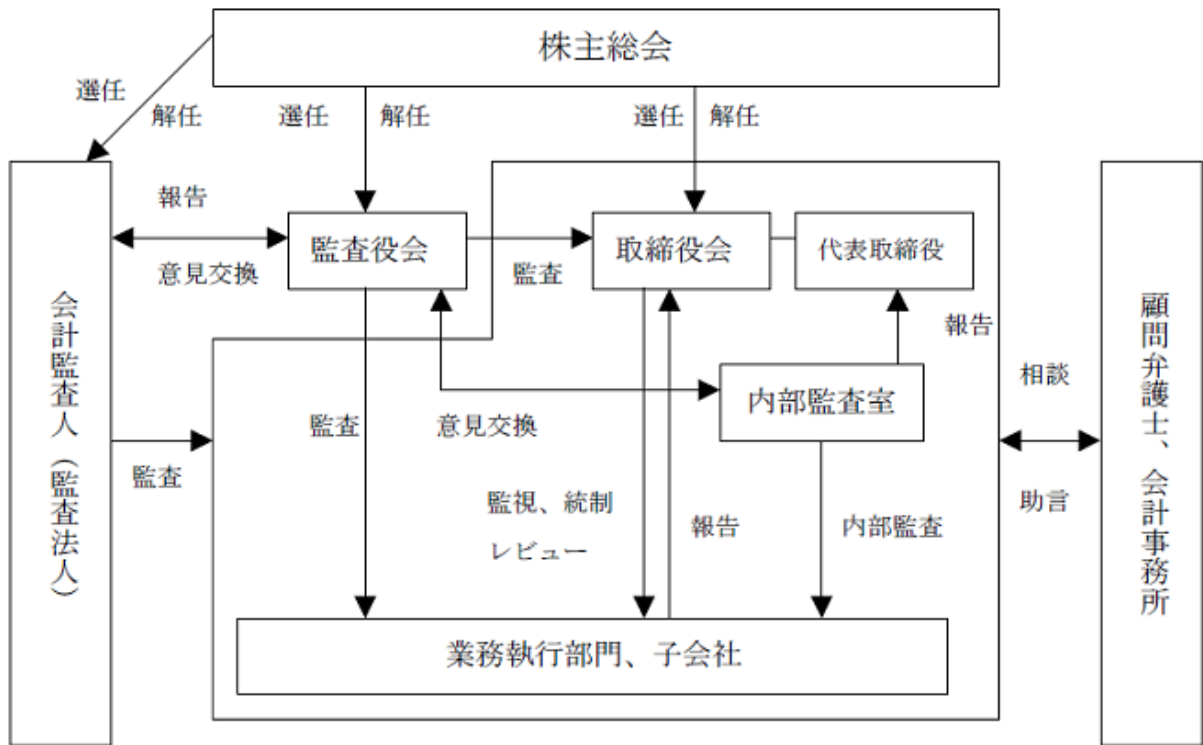 株主総会
選任
解任
選任
解任
選任
解任
報告
意見交換
監査役会
監査
取締役会
代表取締役
報告
内部監査室
意見交換
監査
監視、統制
レビュー
報告
内部監査
業務執行部門、子会社
会計監査人（監査法人）
監査
相談
助言
顧問弁護士、会計事務所